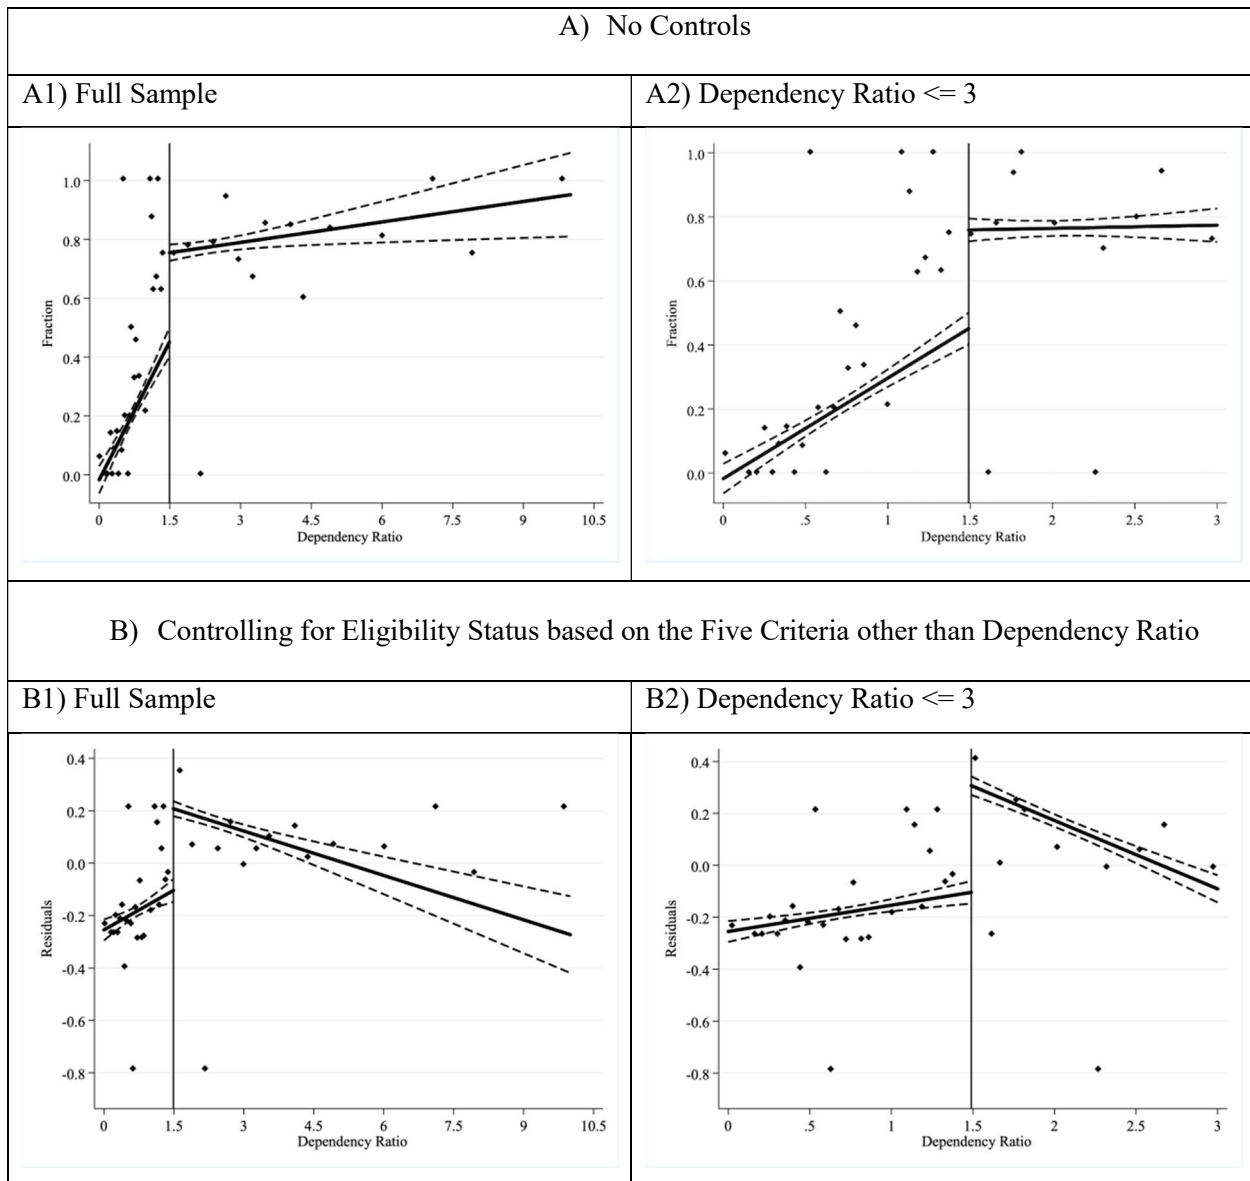 A) No Controls
A1) Full Sample
A2) Dependency Ratio <= 3
Fraction
1.0
0.8
0.6
0.4
0.2
0.0
0 1.5 3 4.5 6 7.5 9 10.5
Dependency Ratio
Fraction
1.0
0.8
0.6
0.4
0.2
0.0
0 .5 1 1.5 2 2.5 3
Dependency Ratio
B) Controlling for Eligibility Status based on the Five Criteria other than Dependency Ratio
B1) Full Sample
B2) Dependency Ratio <= 3
Residuals
0.4
0.2
0.0
-0.2
-0.4
-0.6
-0.8
0 1.5 3 4.5 6 7.5 9 10.5
Dependency Ratio
Residuals
0.4
0.2
0.0
-0.2
-0.4
-0.6
-0.8
0 .5 1 1.5 2 2.5 3
Dependency Ratio